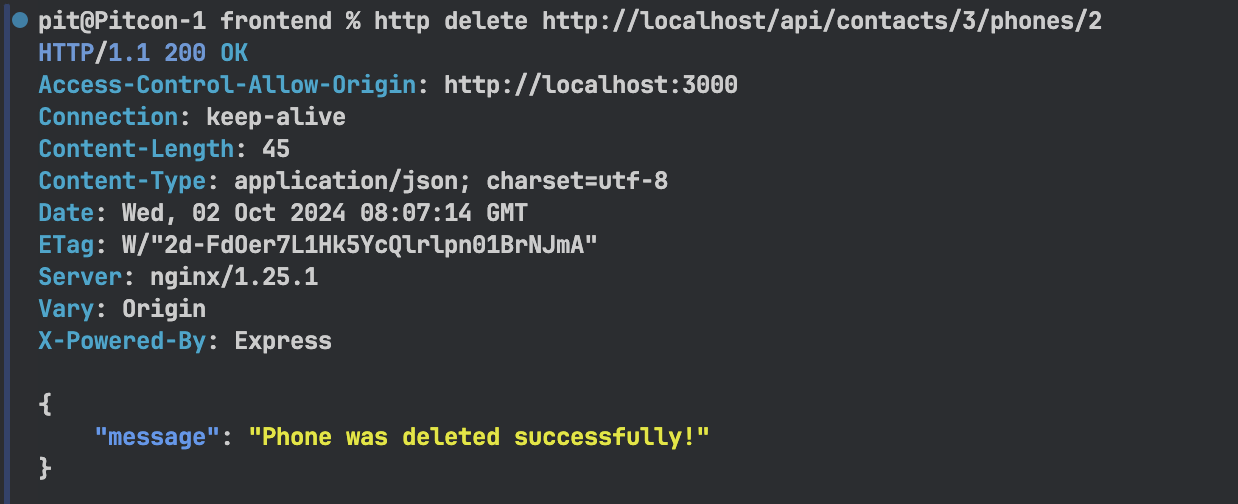 pit@Pitcon-1 frontend % http delete http://localhost/api/contacts/3/phones/2
HTTP/1.1 200 OK
Access-Control-Allow-Origin: http://localhost:3000
Connection: keep-alive
Content-Length: 45
Content-Type: application/json; charset=utf-8
Date: Wed, 02 Oct 2024 08:07:14 GMT
ETag: W/"2d-FdOer7L1Hk5YcQlrlpn01BrNJmA"
Server: nginx/1.25.1
Vary: Origin
X-Powered-By: Express
{
"message": "Phone was deleted successfully!"
}